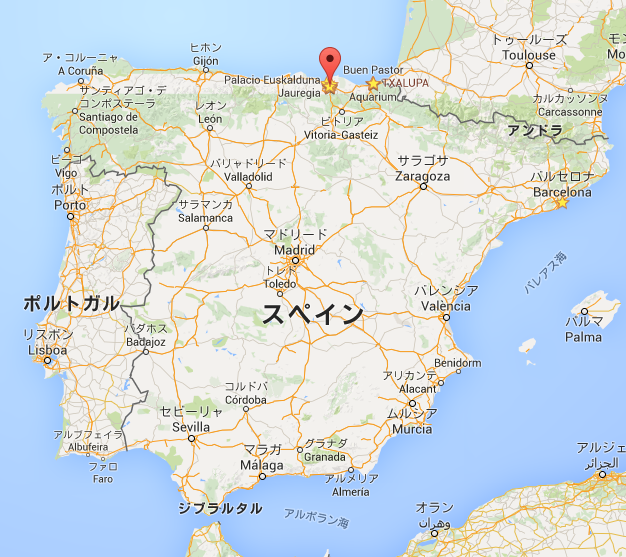 ア・コルーニャ
A Coruña
ヒホン
Gijón
Palacio Euskalduna
Jauregia
Buen Pastor
TXALUPA
Aquarium
トゥールーズ
Toulouse
モン
Mo
カルカッソンヌ
Carcassonne
サンティアゴ・デ
コンポステーラ
Santiago de
Compostela
レオン
León
ビトリア
Vitoria-Gasteiz
アンドラ
ビーゴ
Vigo
ポルト
Porto
バリャドリード
Valladolid
サラゴサ
Zaragoza
バルセロナ
Barcelona
サラマンカ
Salamanca
マドリード
Madrid
トレド
Toledo
バレアス海
ポルトガル
スペイン
バレンシア
València
パルマ
Palma
リスボン
Lisboa
バダホス
Badajoz
Benidorm
アリカンテ
Alacant
コルドバ
Córdoba
ムルシア
Murcia
セビーリャ
Sevilla
アルブフェイラ
Albufeira
ファロ
Faro
マラガ
Málaga
グラナダ
Granada
アルメリア
Almería
アルジェ
الجزائر
ジブラルタル
アルボラン海
オラン
وهران